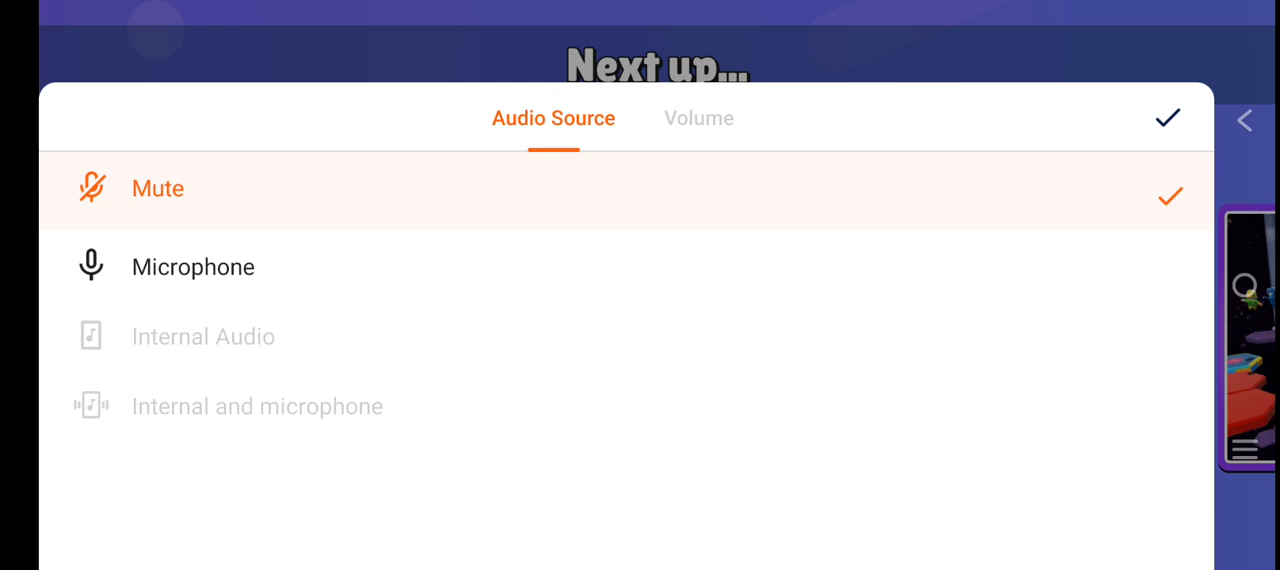 Next up...
Audio Source Volume
Mute
Microphone
Internal Audio
Internal and microphone